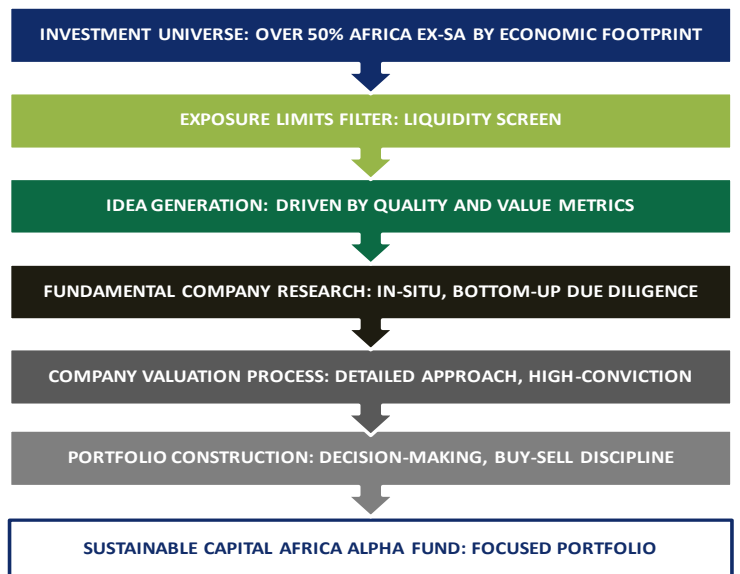 INVESTMENT UNIVERSE: OVER 50% AFRICA EX-SA BY ECONOMIC FOOTPRINT
EXPOSURE LIMITS FILTER: LIQUIDITY SCREEN
IDEA GENERATION: DRIVEN BY QUALITY AND VALUE METRICS
FUNDAMENTAL COMPANY RESEARCH: IN-SITU, BOTTOM-UP DUE DILIGENCE
COMPANY VALUATION PROCESS: DETAILED APPROACH, HIGH-CONVICTION
PORTFOLIO CONSTRUCTION: DECISION-MAKING, BUY-SELL DISCIPLINE
SUSTAINABLE CAPITAL AFRICA ALPHA FUND: FOCUSED PORTFOLIO